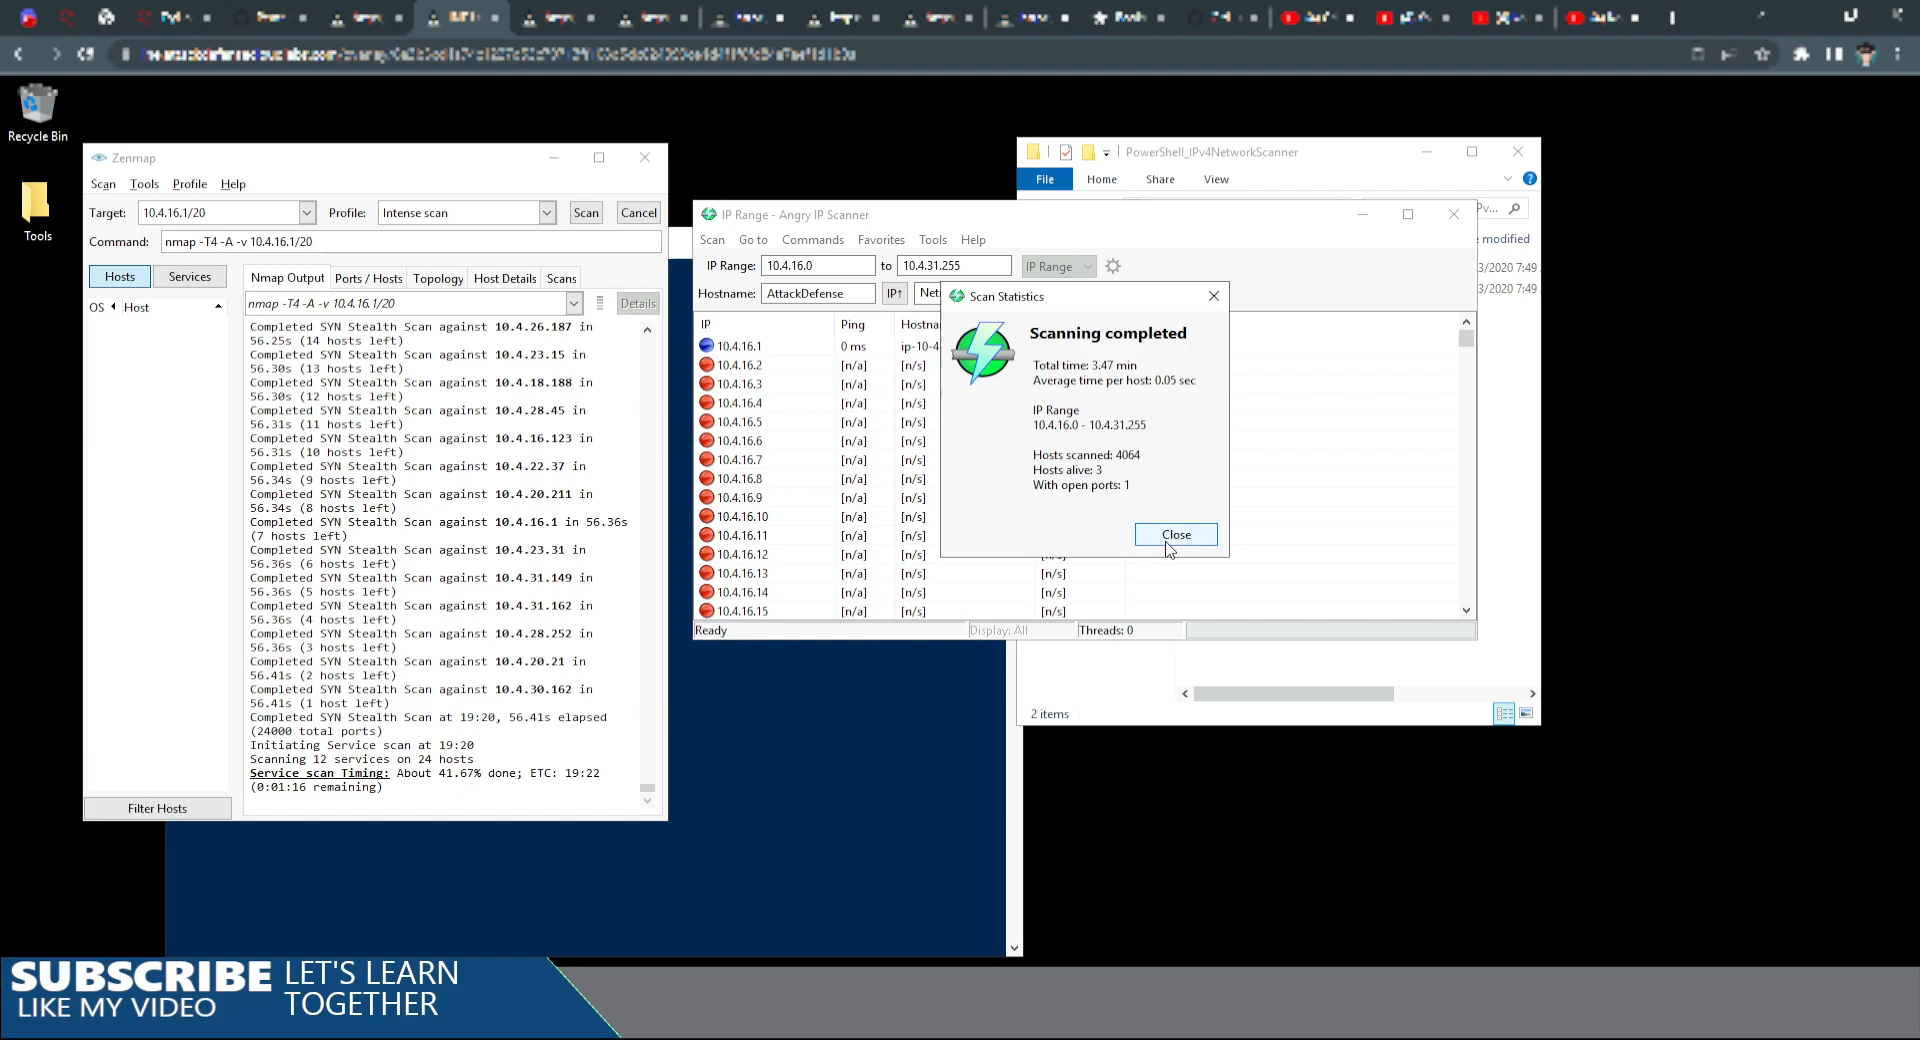 Recycle Bin
Tools
Zenmap
Scan Tools Profile Help
Target: 10.4.16.1/20 Profile: Intense scan Scan Cancel
Command: nmap -T4 -A -v 10.4.16.1/20
Hosts Services
Nmap Output Ports / Hosts Topology Host Details Scans
OS Host
nmap -T4 -A -v 10.4.16.1/20 Details
Completed SYN Stealth Scan against 10.4.26.187 in
56.25s (14 hosts left)
Completed SYN Stealth Scan against 10.4.23.15 in
56.30s (13 hosts left)
Completed SYN Stealth Scan against 10.4.18.188 in
56.30s (12 hosts left)
Completed SYN Stealth Scan against 10.4.28.45 in
56.31s (11 hosts left)
Completed SYN Stealth Scan against 10.4.16.123 in
56.31s (10 hosts left)
Completed SYN Stealth Scan against 10.4.22.37 in
56.34s (9 hosts left)
Completed SYN Stealth Scan against 10.4.20.211 in
56.34s (8 hosts left)
Completed SYN Stealth Scan against 10.4.16.1 in 56.36s
(7 hosts left)
Completed SYN Stealth Scan against 10.4.23.31 in
56.36s (6 hosts left)
Completed SYN Stealth Scan against 10.4.31.149 in
56.36s (5 hosts left)
Completed SYN Stealth Scan against 10.4.31.162 in
56.36s (4 hosts left)
Completed SYN Stealth Scan against 10.4.28.252 in
56.36s (3 hosts left)
Completed SYN Stealth Scan against 10.4.20.21 in
56.41s (2 hosts left)
Completed SYN Stealth Scan against 10.4.30.162 in
56.41s (1 host left)
Completed SYN Stealth Scan at 19:20, 56.41s elapsed
(24000 total ports)
Initiating Service scan at 19:20
Scanning 12 services on 24 hosts
Service scan Timing: About 41.67% done; ETC: 19:22
(0:01:16 remaining)
Filter Hosts
PowerShell_IPv4NetworkScanner
File Home Share View
Pv...
e modified
3/2020 7:49
3/2020 7:49
2 items
IP Range - Angry IP Scanner
Scan Go to Commands Favorites Tools Help
IP Range: 10.4.16.0 to 10.4.31.255 IP Range
Hostname: AttackDefense IP↑ Net
IP Ping Hostna
10.4.16.1 0 ms ip-10-4
10.4.16.2 [n/a] [n/s]
10.4.16.3 [n/a] [n/s]
10.4.16.4 [n/a] [n/s]
10.4.16.5 [n/a] [n/s]
10.4.16.6 [n/a] [n/s]
10.4.16.7 [n/a] [n/s]
10.4.16.8 [n/a] [n/s]
10.4.16.9 [n/a] [n/s]
10.4.16.10 [n/a] [n/s]
10.4.16.11 [n/a] [n/s]
10.4.16.12 [n/a] [n/s] [n/s]
10.4.16.13 [n/a] [n/s] [n/s]
10.4.16.14 [n/a] [n/s] [n/s]
10.4.16.15 [n/a] [n/s] [n/s]
Ready Display: All Threads: 0
Scan Statistics
Scanning completed
Total time: 3.47 min
Average time per host: 0.05 sec
IP Range
10.4.16.0 - 10.4.31.255
Hosts scanned: 4064
Hosts alive: 3
With open ports: 1
Close
SUBSCRIBE
LIKE MY VIDEO
LET'S LEARN
TOGETHER